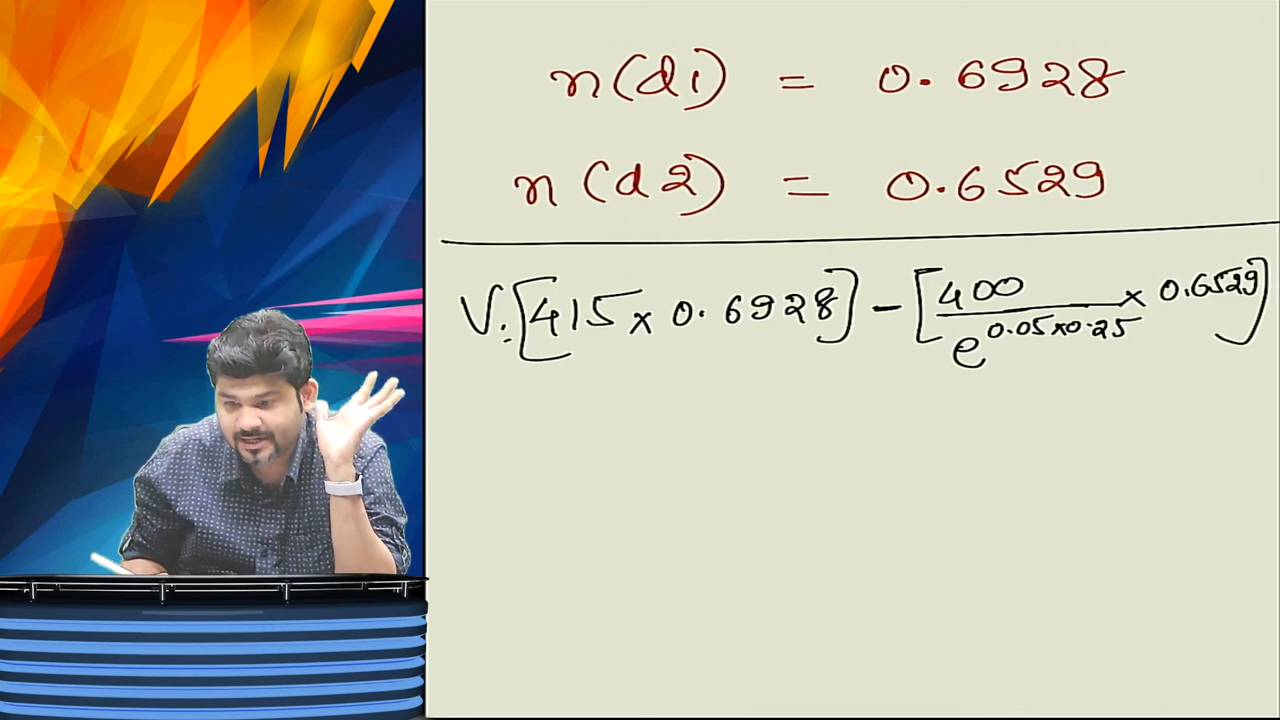 n(d1) = 0.6928
n(d2) = 0.6529
V. [415 x 0.6928] - [400 / e^0.05x0.25 x 0.6529]